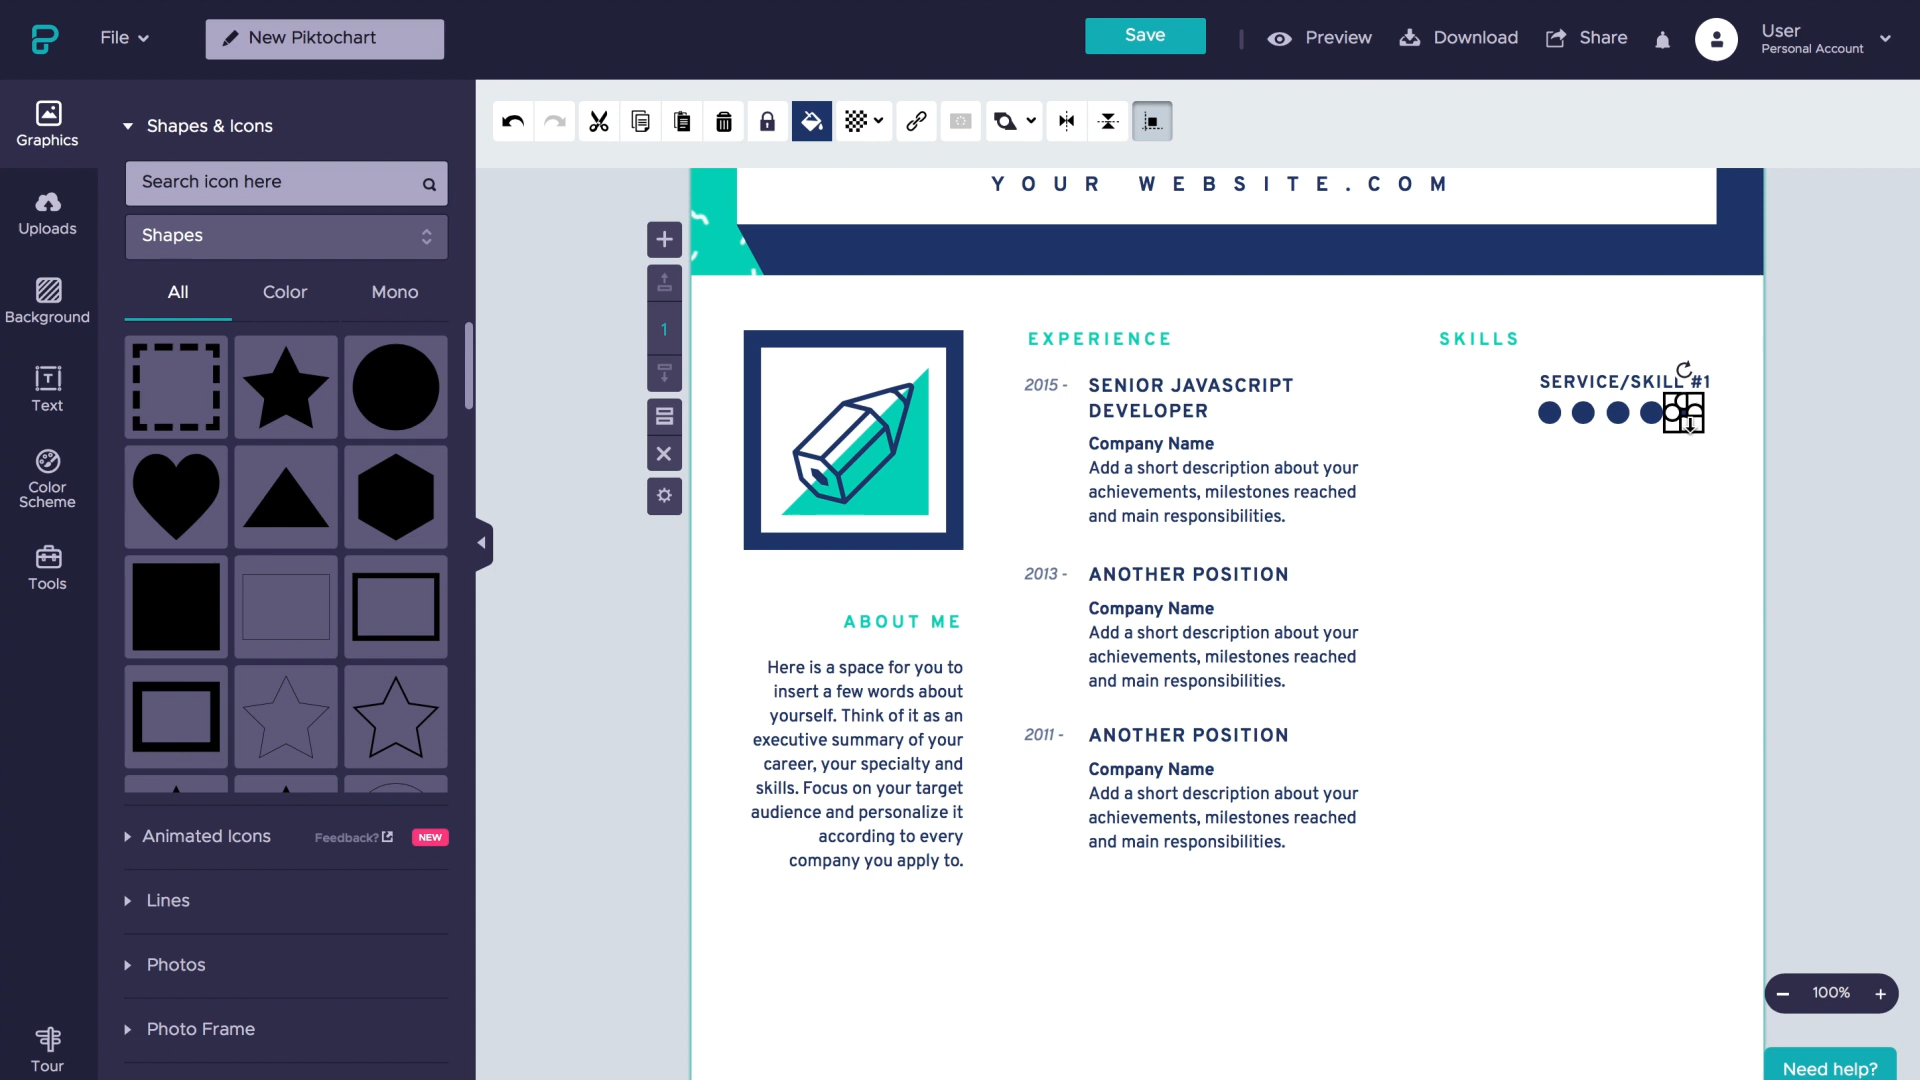 File
New Piktochart
Save
Preview
Download
Share
User
Personal Account
Graphics
Uploads
Background
Text
Color
Scheme
Tools
Tour
Shapes & Icons
Search icon here
Shapes
All
Color
Mono
Animated Icons
Feedback?
NEW
Lines
Photos
Photo Frame
1
YOUR WEBSITE.COM
ABOUT ME
Here is a space for you to
insert a few words about
yourself. Think of it as an
executive summary of your
career, your specialty and
skills. Focus on your target
audience and personalize it
according to every
company you apply to.
EXPERIENCE
2015 -
SENIOR JAVASCRIPT
DEVELOPER
Company Name
Add a short description about your
achievements, milestones reached
and main responsibilities.
2013 -
ANOTHER POSITION
Company Name
Add a short description about your
achievements, milestones reached
and main responsibilities.
2011 -
ANOTHER POSITION
Company Name
Add a short description about your
achievements, milestones reached
and main responsibilities.
SKILLS
SERVICE/SKILL #1
100%
Need help?